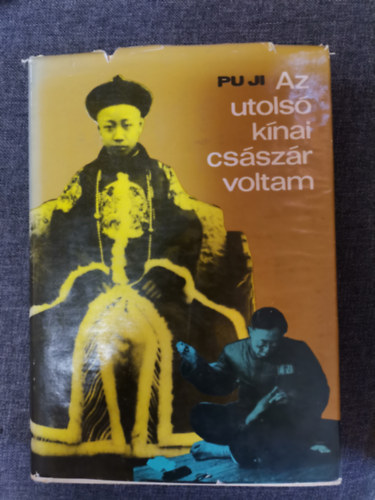 PU JI Az
utolsó
kínai
császár
voltam